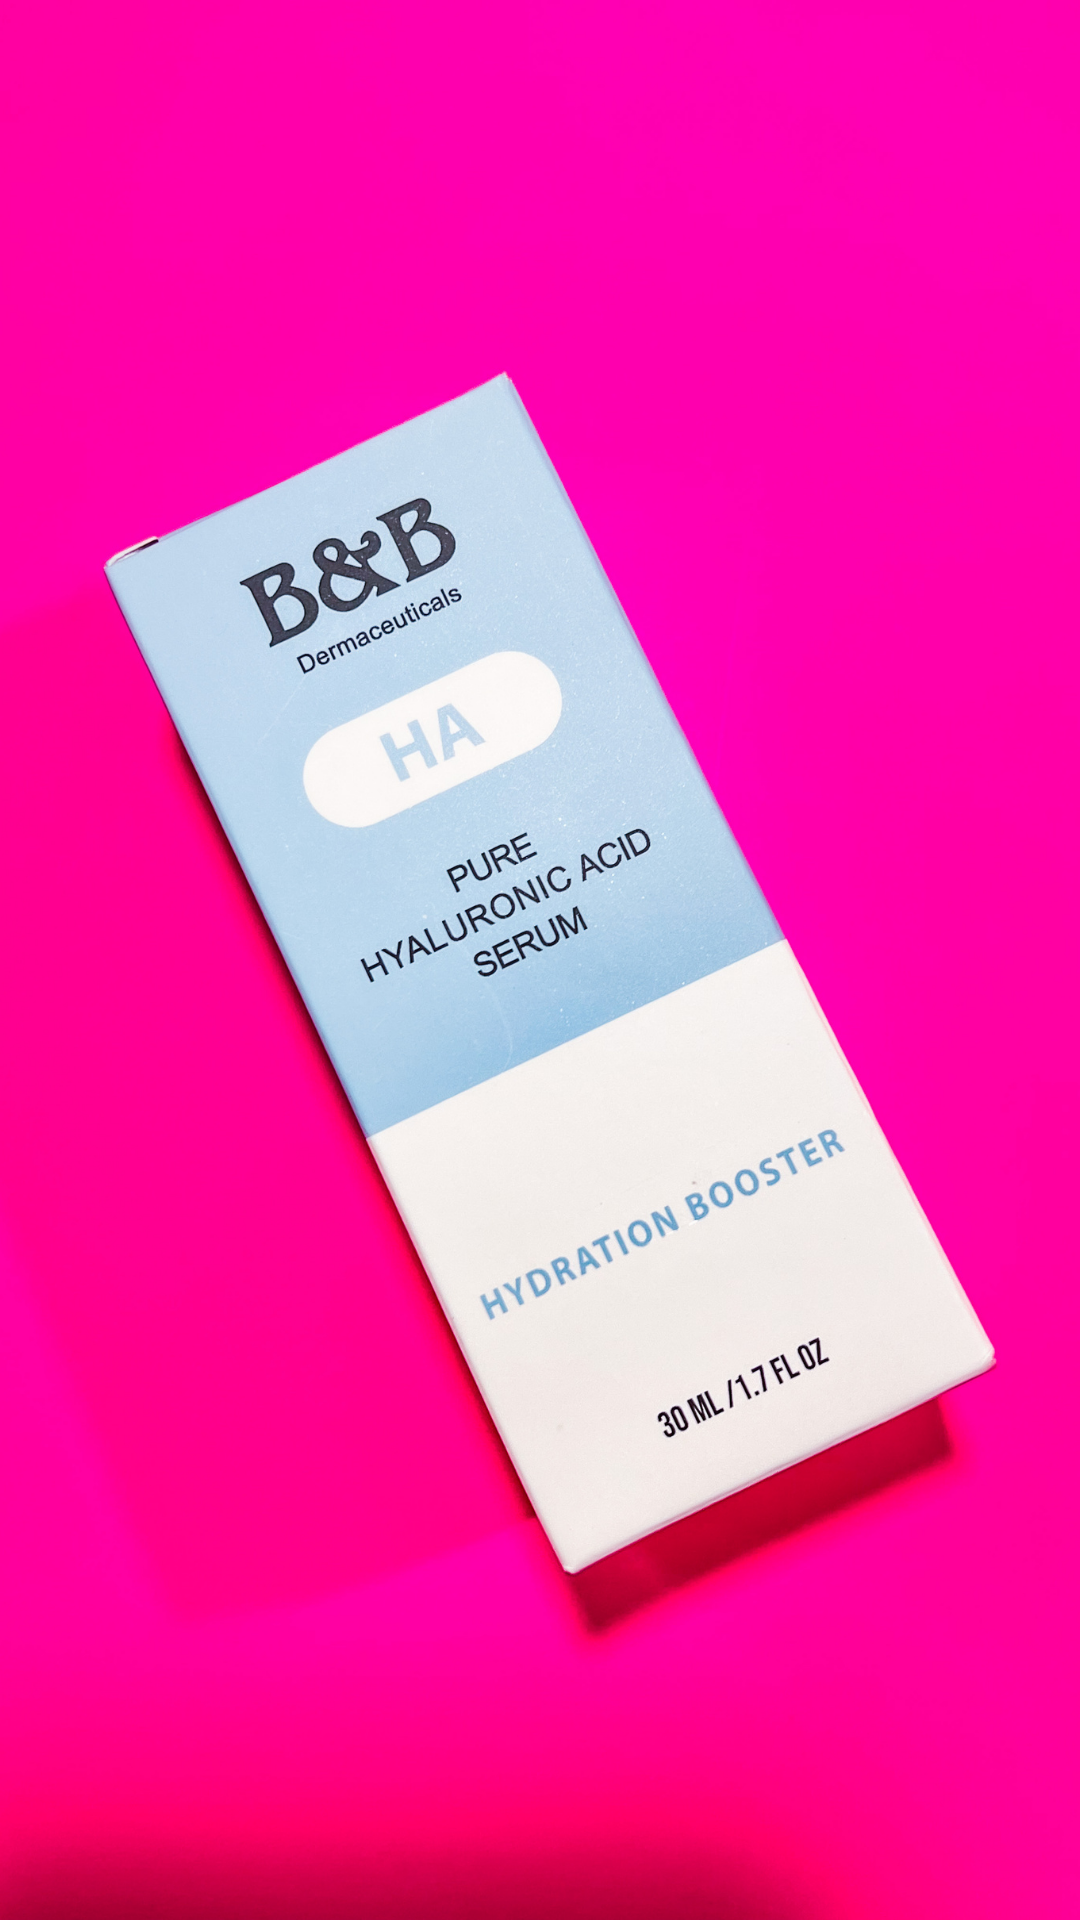 B&B
Dermaceuticals
HA
PURE
HYALURONIC ACID
SERUM
HYDRATION BOOSTER
30 ML /1.7 FL OZ